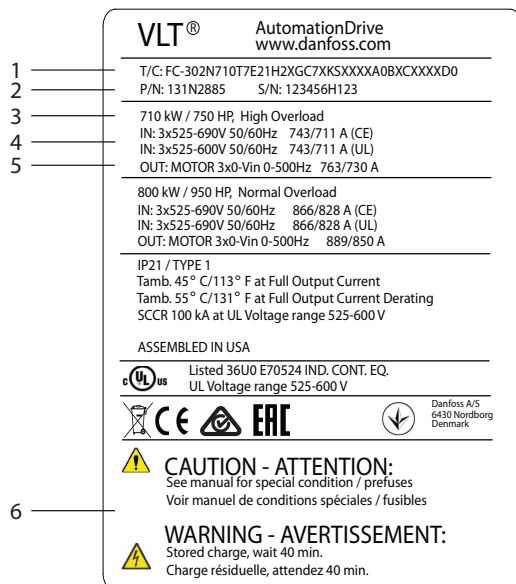 VLT® AutomationDrive
www.danfoss.com
1 T/C: FC-302N710T7E21H2XGC7XKSXXXXA0BXCXXXXD0
2 P/N: 131N2885 S/N: 123456H123
3 710 kW / 750 HP, High Overload
4 IN: 3x525-690V 50/60Hz 743/711 A (CE)
IN: 3x525-600V 50/60Hz 743/711 A (UL)
5 OUT: MOTOR 3x0-Vin 0-500Hz 763/730 A
800 kW / 950 HP, Normal Overload
IN: 3x525-690V 50/60Hz 866/828 A (CE)
IN: 3x525-690V 50/60Hz 866/828 A (UL)
OUT: MOTOR 3x0-Vin 0-500Hz 889/850 A
IP21 / TYPE 1
Tamb. 45° C/113° F at Full Output Current
Tamb. 55° C/131° F at Full Output Current Derating
SCCR 100 kA at UL Voltage range 525-600 V
ASSEMBLED IN USA
c UL us Listed 36U0 E70524 IND. CONT. EQ.
UL Voltage range 525-600 V
CE EAC
Danfoss A/S
6430 Nordborg
Denmark
CAUTION - ATTENTION:
See manual for special condition / prefuses
Voir manuel de conditions spéciales / fusibles
6
WARNING - AVERTISSEMENT:
Stored charge, wait 40 min.
Charge résiduelle, attendez 40 min.